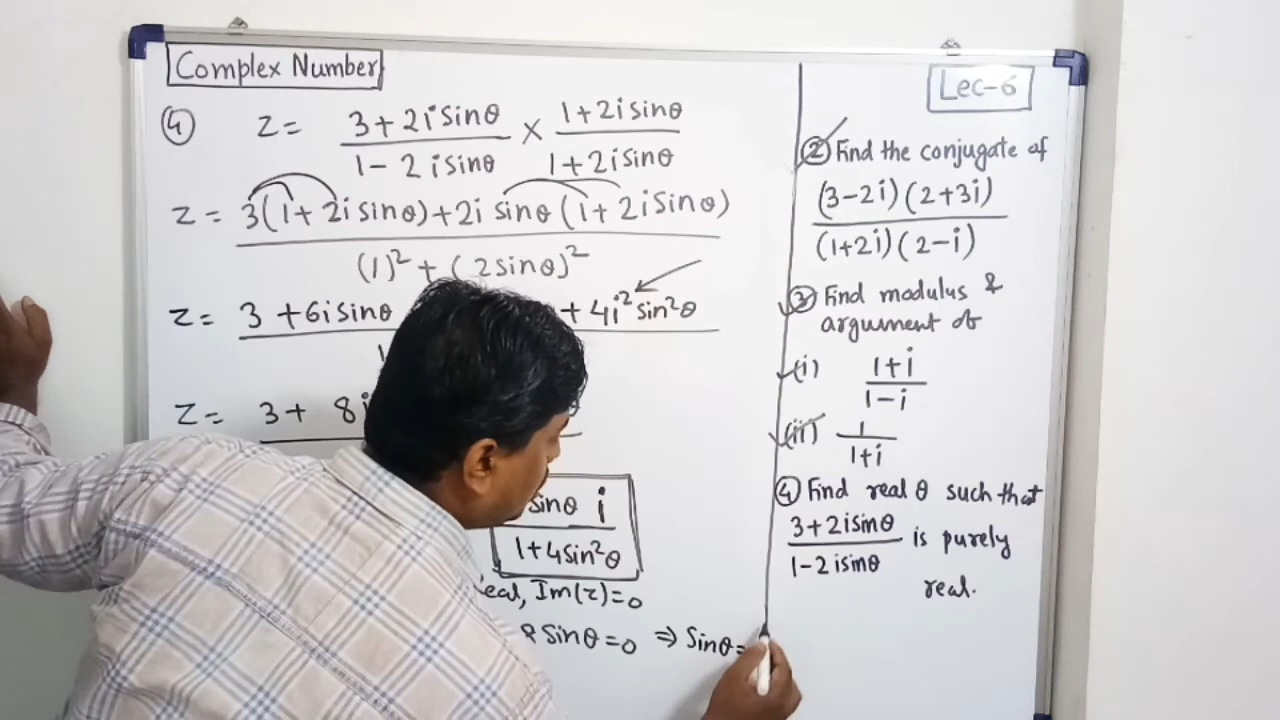 Complex Number
④ z = 3+2i sinθ / 1-2i sinθ × 1+2i sinθ / 1+2i sinθ
z = 3(1+2i sinθ)+2i sinθ(1+2i sinθ)
(1)² + (2sinθ)²
z = 3 + 6i sinθ + 4i² sin²θ
z = 3 + 8i
sinθ i
1+4sin²θ
Real, Im(z)=0
8 sinθ=0 ⇒ sinθ=
Lec-6
② Find the conjugate of
(3-2i)(2+3i)
(1+2i)(2-i)
③ Find modulus &
argument of
(i) 1+i / 1-i
(ii) 1 / 1+i
④ Find real θ such that
3+2isinθ / 1-2isinθ is purely
real.